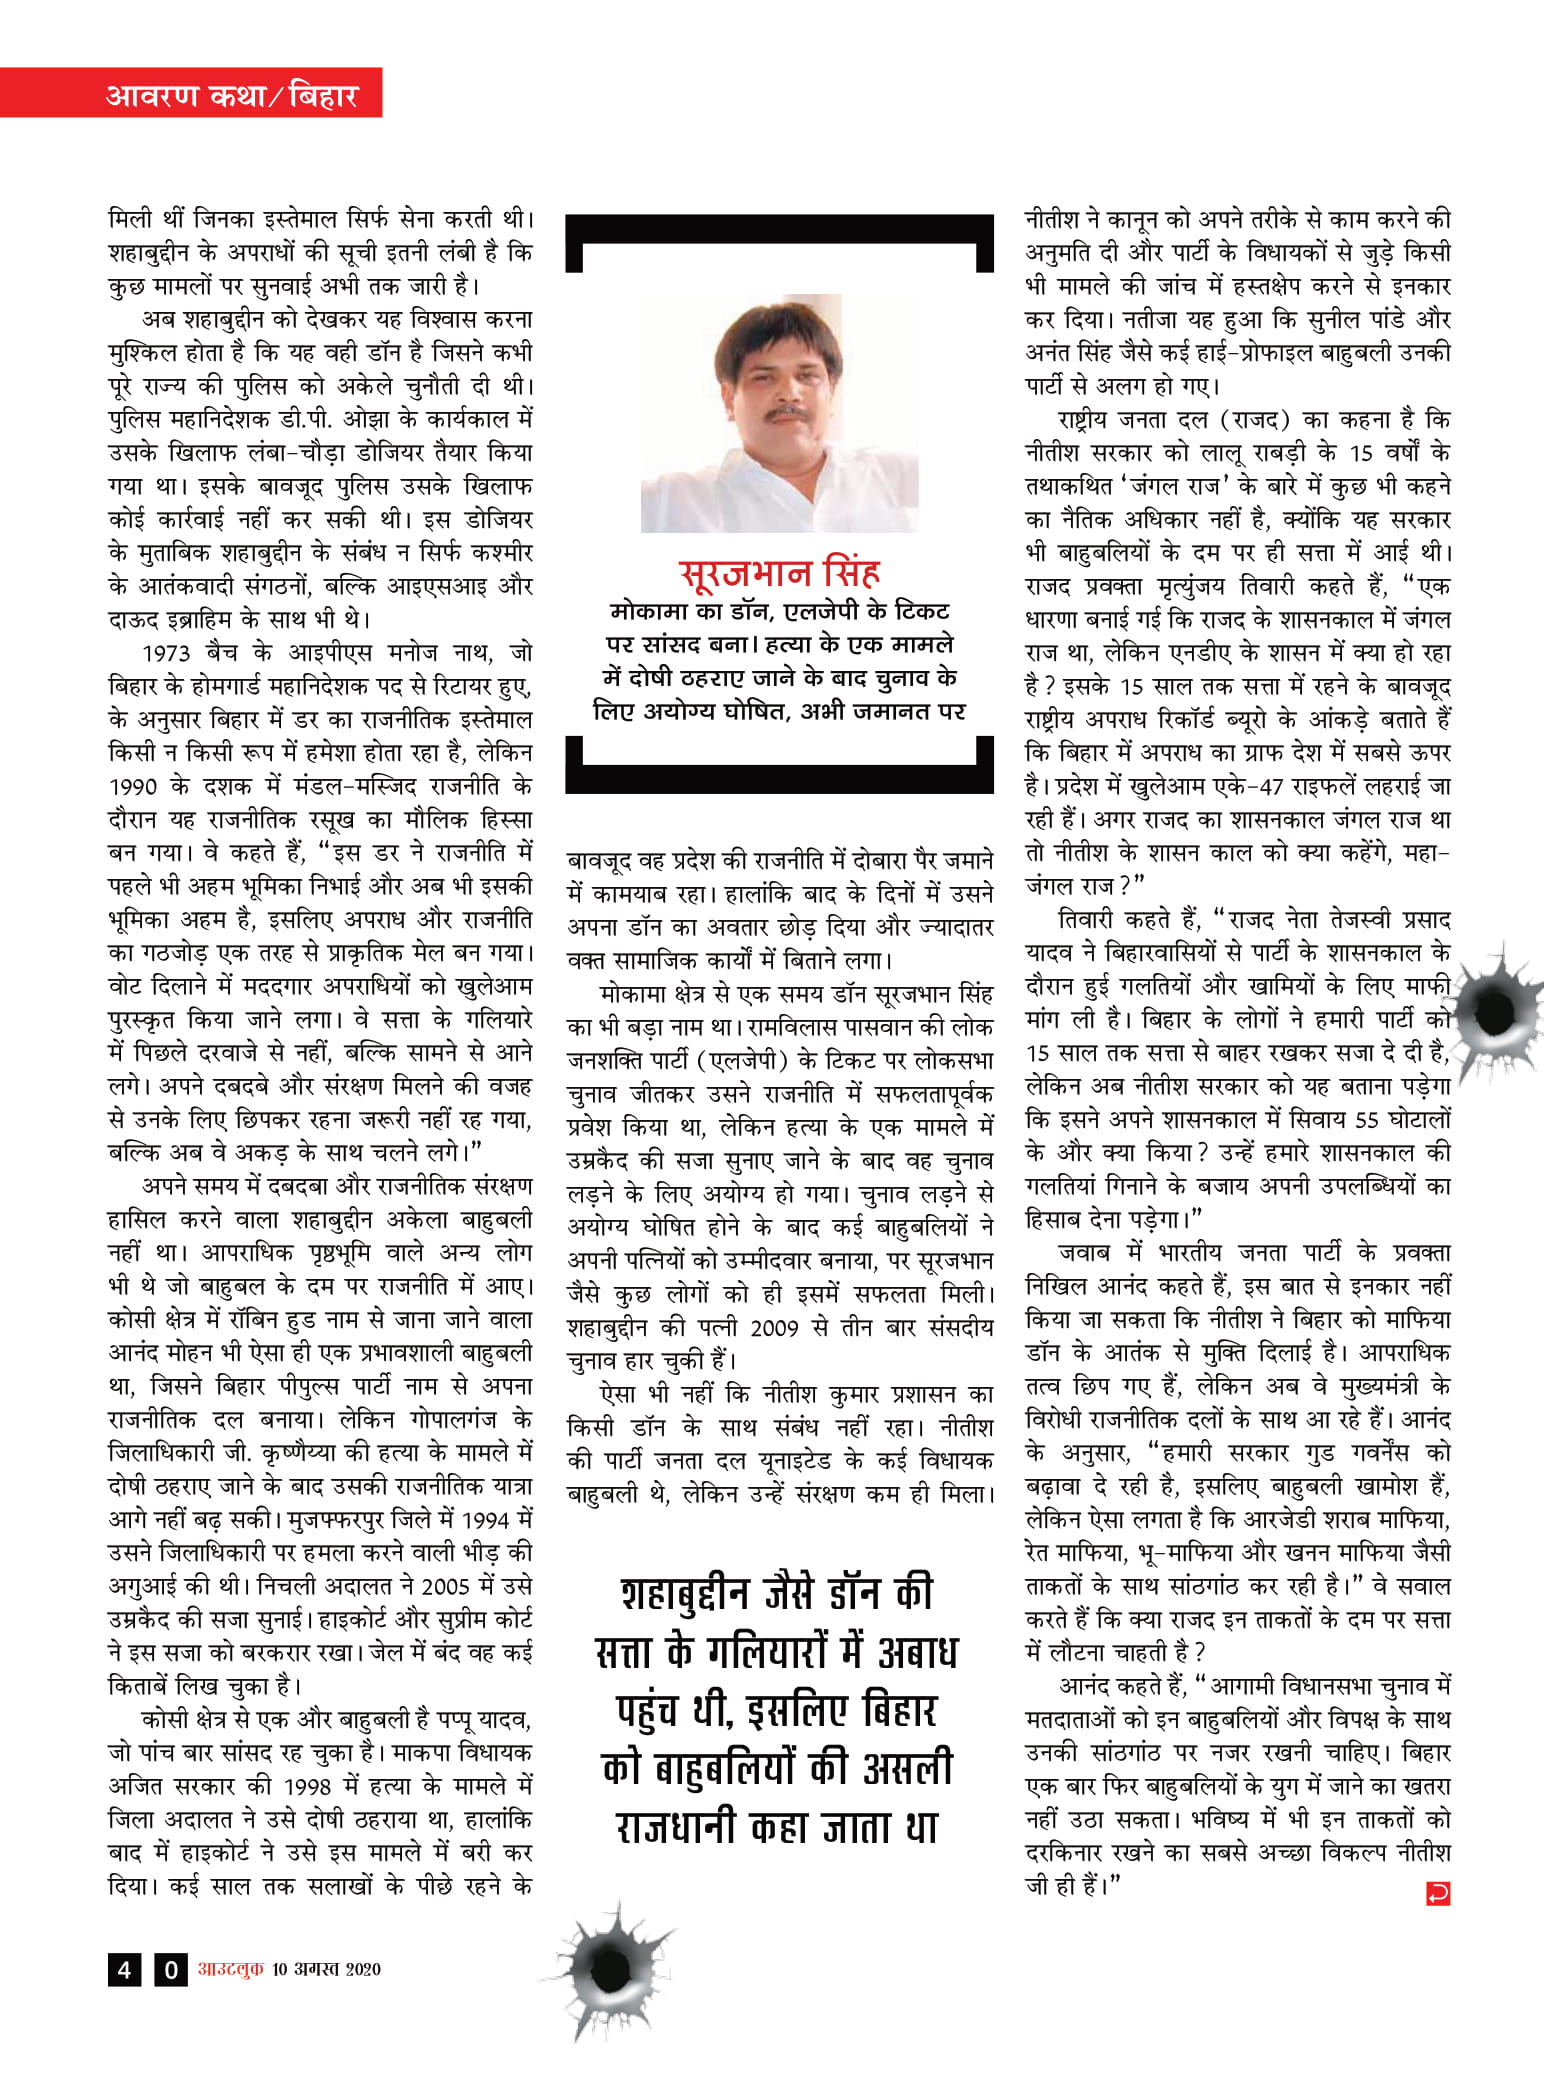 आवरण कथा/बिहार
मिली थीं जिनका इस्तेमाल सिर्फ सेना करती थी।
शहाबुद्दीन के अपराधों की सूची इतनी लंबी है कि
कुछ मामलों पर सुनवाई अभी तक जारी है।
अब शहाबुद्दीन को देखकर यह विश्वास करना
मुश्किल होता है कि यह वही डॉन है जिसने कभी
पूरे राज्य की पुलिस को अकेले चुनौती दी थी।
पुलिस महानिदेशक डी.पी. ओझा के कार्यकाल में
उसके खिलाफ लंबा-चौड़ा डोजियर तैयार किया
गया था। इसके बावजूद पुलिस उसके खिलाफ
कोई कार्रवाई नहीं कर सकी थी। इस डोजियर
के मुताबिक शहाबुद्दीन के संबंध न सिर्फ कश्मीर
के आतंकवादी संगठनों, बल्कि आइएसआइ और
दाऊद इब्राहिम के साथ भी थे।
1973 बैच के आइपीएस मनोज नाथ, जो
बिहार के होमगार्ड महानिदेशक पद से रिटायर हुए,
के अनुसार बिहार में डर का राजनीतिक इस्तेमाल
किसी न किसी रूप में हमेशा होता रहा है, लेकिन
1990 के दशक में मंडल-मस्जिद राजनीति के
दौरान यह राजनीतिक रसूख का मौलिक हिस्सा
बन गया। वे कहते हैं, “इस डर ने राजनीति में
पहले भी अहम भूमिका निभाई और अब भी इसकी
भूमिका अहम है, इसलिए अपराध और राजनीति
का गठजोड़ एक तरह से प्राकृतिक मेल बन गया।
वोट दिलाने में मददगार अपराधियों को खुलेआम
पुरस्कृत किया जाने लगा। वे सत्ता के गलियारे
में पिछले दरवाजे से नहीं, बल्कि सामने से आने
लगे। अपने दबदबे और संरक्षण मिलने की वजह
से उनके लिए छिपकर रहना जरूरी नहीं रह गया,
बल्कि अब वे अकड़ के साथ चलने लगे।”
अपने समय में दबदबा और राजनीतिक संरक्षण
हासिल करने वाला शहाबुद्दीन अकेला बाहुबली
नहीं था। आपराधिक पृष्ठभूमि वाले अन्य लोग
भी थे जो बाहुबल के दम पर राजनीति में आए।
कोसी क्षेत्र में रॉबिन हुड नाम से जाना जाने वाला
आनंद मोहन भी ऐसा ही एक प्रभावशाली बाहुबली
था, जिसने बिहार पीपुल्स पार्टी नाम से अपना
राजनीतिक दल बनाया। लेकिन गोपालगंज के
जिलाधिकारी जी. कृष्णैय्या की हत्या के मामले में
दोषी ठहराए जाने के बाद उसकी राजनीतिक यात्रा
आगे नहीं बढ़ सकी। मुजफ्फरपुर जिले में 1994 में
उसने जिलाधिकारी पर हमला करने वाली भीड़ की
अगुआई की थी। निचली अदालत ने 2005 में उसे
उम्रकैद की सजा सुनाई। हाइकोर्ट और सुप्रीम कोर्ट
ने इस सजा को बरकरार रखा। जेल में बंद वह कई
किताबें लिख चुका है।
कोसी क्षेत्र से एक और बाहुबली है पप्पू यादव,
जो पांच बार सांसद रह चुका है। माकपा विधायक
अजित सरकार की 1998 में हत्या के मामले में
जिला अदालत ने उसे दोषी ठहराया था, हालांकि
बाद में हाइकोर्ट ने उसे इस मामले में बरी कर
दिया। कई साल तक सलाखों के पीछे रहने के
सूरजभान सिंह
मोकामा का डॉन, एलजेपी के टिकट
पर सांसद बना। हत्या के एक मामले
में दोषी ठहराए जाने के बाद चुनाव के
लिए अयोग्य घोषित, अभी जमानत पर
बावजूद वह प्रदेश की राजनीति में दोबारा पैर जमाने
में कामयाब रहा। हालांकि बाद के दिनों में उसने
अपना डॉन का अवतार छोड़ दिया और ज्यादातर
वक्त सामाजिक कार्यों में बिताने लगा।
मोकामा क्षेत्र से एक समय डॉन सूरजभान सिंह
का भी बड़ा नाम था। रामविलास पासवान की लोक
जनशक्ति पार्टी (एलजेपी) के टिकट पर लोकसभा
चुनाव जीतकर उसने राजनीति में सफलतापूर्वक
प्रवेश किया था, लेकिन हत्या के एक मामले में
उम्रकैद की सजा सुनाए जाने के बाद वह चुनाव
लड़ने के लिए अयोग्य हो गया। चुनाव लड़ने से
अयोग्य घोषित होने के बाद कई बाहुबलियों ने
अपनी पत्नियों को उम्मीदवार बनाया, पर सूरजभान
जैसे कुछ लोगों को ही इसमें सफलता मिली।
शहाबुद्दीन की पत्नी 2009 से तीन बार संसदीय
चुनाव हार चुकी हैं।
ऐसा भी नहीं कि नीतीश कुमार प्रशासन का
किसी डॉन के साथ संबंध नहीं रहा। नीतीश
की पार्टी जनता दल यूनाइटेड के कई विधायक
बाहुबली थे, लेकिन उन्हें संरक्षण कम ही मिला।
शहाबुद्दीन जैसे डॉन की
सत्ता के गलियारों में अबाध
पहुंच थी, इसलिए बिहार
को बाहुबलियों की असली
राजधानी कहा जाता था
नीतीश ने कानून को अपने तरीके से काम करने की
अनुमति दी और पार्टी के विधायकों से जुड़े किसी
भी मामले की जांच में हस्तक्षेप करने से इनकार
कर दिया। नतीजा यह हुआ कि सुनील पांडे और
अनंत सिंह जैसे कई हाई-प्रोफाइल बाहुबली उनकी
पार्टी से अलग हो गए।
राष्ट्रीय जनता दल (राजद) का कहना है कि
नीतीश सरकार को लालू राबड़ी के 15 वर्षों के
तथाकथित ‘जंगल राज’ के बारे में कुछ भी कहने
का नैतिक अधिकार नहीं है, क्योंकि यह सरकार
भी बाहुबलियों के दम पर ही सत्ता में आई थी।
राजद प्रवक्ता मृत्युंजय तिवारी कहते हैं, “एक
धारणा बनाई गई कि राजद के शासनकाल में जंगल
राज था, लेकिन एनडीए के शासन में क्या हो रहा
है? इसके 15 साल तक सत्ता में रहने के बावजूद
राष्ट्रीय अपराध रिकॉर्ड ब्यूरो के आंकड़े बताते हैं
कि बिहार में अपराध का ग्राफ देश में सबसे ऊपर
है। प्रदेश में खुलेआम एके-47 राइफलें लहराई जा
रही हैं। अगर राजद का शासनकाल जंगल राज था
तो नीतीश के शासन काल को क्या कहेंगे, महा-
जंगल राज?”
तिवारी कहते हैं, “राजद नेता तेजस्वी प्रसाद
यादव ने बिहारवासियों से पार्टी के शासनकाल के
दौरान हुई गलतियों और खामियों के लिए माफी
मांग ली है। बिहार के लोगों ने हमारी पार्टी को
15 साल तक सत्ता से बाहर रखकर सजा दे दी है,
लेकिन अब नीतीश सरकार को यह बताना पड़ेगा
कि इसने अपने शासनकाल में सिवाय 55 घोटालों
के और क्या किया? उन्हें हमारे शासनकाल की
गलतियां गिनाने के बजाय अपनी उपलब्धियों का
हिसाब देना पड़ेगा।”
जवाब में भारतीय जनता पार्टी के प्रवक्ता
निखिल आनंद कहते हैं, इस बात से इनकार नहीं
किया जा सकता कि नीतीश ने बिहार को माफिया
डॉन के आतंक से मुक्ति दिलाई है। आपराधिक
तत्व छिप गए हैं, लेकिन अब वे मुख्यमंत्री के
विरोधी राजनीतिक दलों के साथ आ रहे हैं। आनंद
के अनुसार, “हमारी सरकार गुड गवर्नेंस को
बढ़ावा दे रही है, इसलिए बाहुबली खामोश हैं,
लेकिन ऐसा लगता है कि आरजेडी शराब माफिया,
रेत माफिया, भू-माफिया और खनन माफिया जैसी
ताकतों के साथ सांठगांठ कर रही है।” वे सवाल
करते हैं कि क्या राजद इन ताकतों के दम पर सत्ता
में लौटना चाहती है?
आनंद कहते हैं, “आगामी विधानसभा चुनाव में
मतदाताओं को इन बाहुबलियों और विपक्ष के साथ
उनकी सांठगांठ पर नजर रखनी चाहिए। बिहार
एक बार फिर बाहुबलियों के युग में जाने का खतरा
नहीं उठा सकता। भविष्य में भी इन ताकतों को
दरकिनार रखने का सबसे अच्छा विकल्प नीतीश
जी ही हैं।”
40 आउटलुक 10 अगस्त 2020